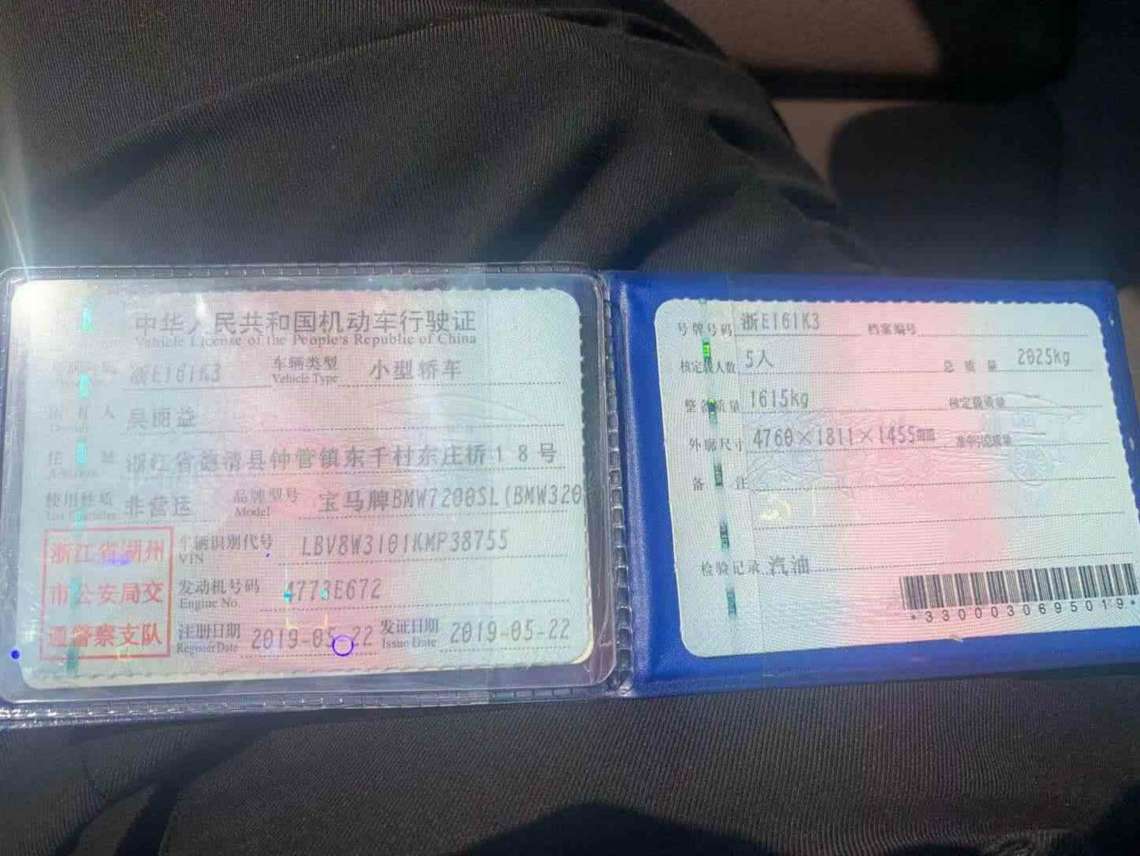 中华人民共和国机动车行驶证
Vehicle License of the People's Republic of China
浙E161K3 车辆类型 Vehicle Type 小型轿车
人 吴丽益
住 浙江省德清县钟管镇东千村东庄桥18号
使用性质 非营运 品牌型号 Model 宝马牌BMW7200SL(BMW320
车辆识别代号 VIN LBV8W3101KMP38755
发动机号码 Engine No. 4773E672
注册日期 Register Date 2019-05-22 发证日期 Issue Date 2019-05-22
浙江省湖州
市公安局交
通警察支队
号牌号码 浙E161K3 档案编号
核定载人数 5人 总质量 2025kg
整备质量 1615kg 核定载质量
外廓尺寸 4760×1811×1455mm
备注
检验记录 汽油
*3300030695019*